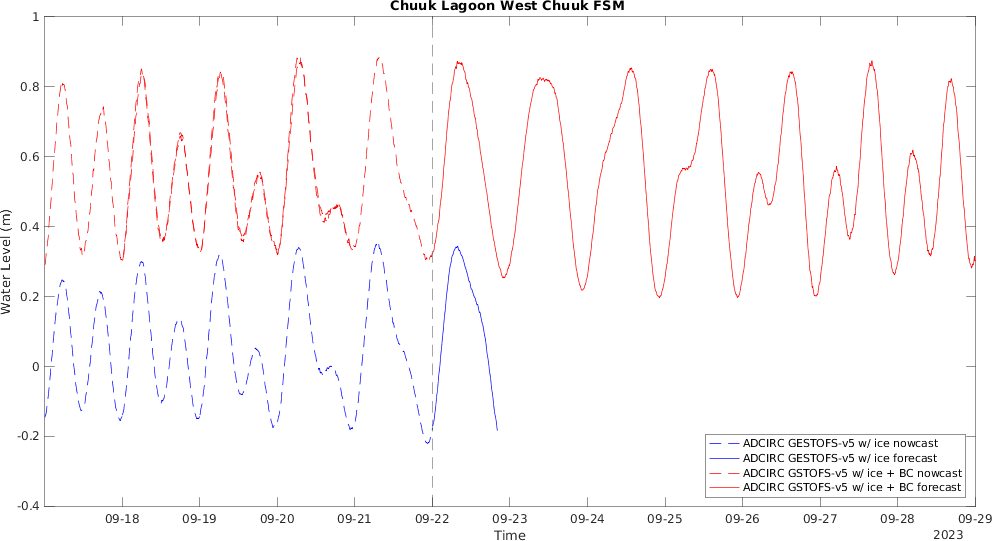 Chuuk Lagoon West Chuuk FSM
1
0.8
0.6
0.4
0.2
0
-0.2
-0.4
Water Level (m)
ADCIRC GESTOFS-v5 w/ ice nowcast
ADCIRC GESTOFS-v5 w/ ice forecast
ADCIRC GSTOFS-v5 w/ ice + BC nowcast
ADCIRC GSTOFS-v5 w/ ice + BC forecast
09-18 09-19 09-20 09-21 09-22 09-23 09-24 09-25 09-26 09-27 09-28 09-29
Time
2023